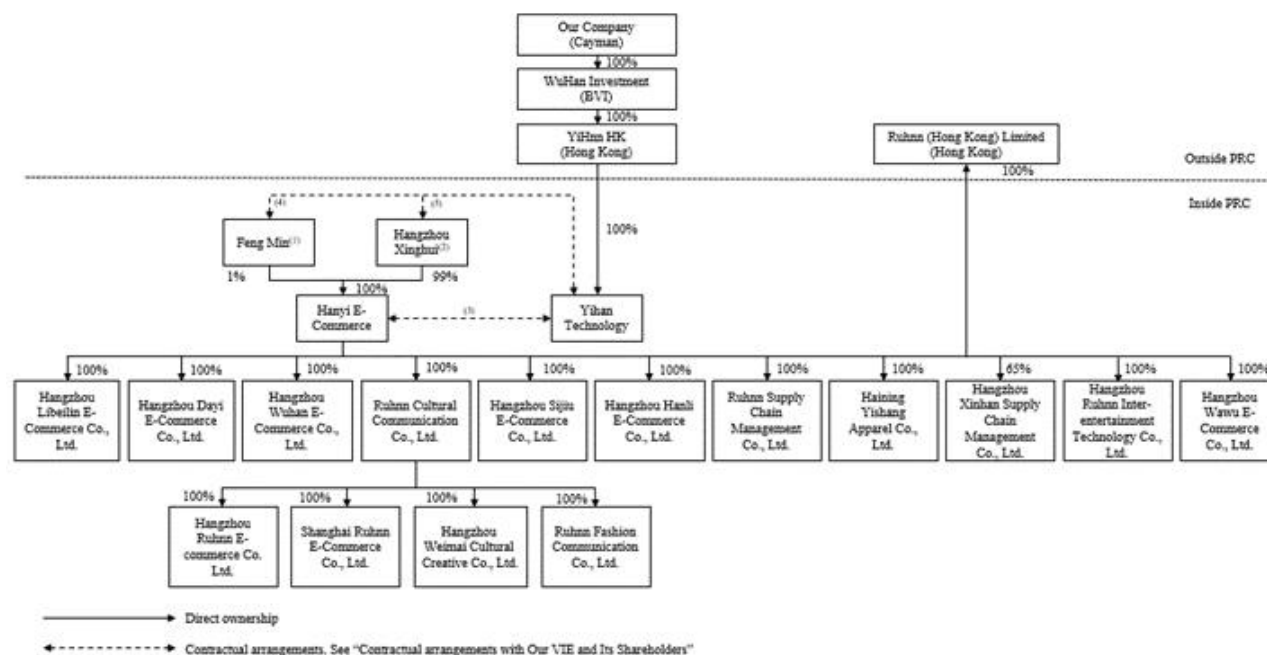 Our Company
(Cayman)
100%
WuHan Investment
(BVI)
100%
YiHnn HK
(Hong Kong)
Ruhnn (Hong Kong) Limited
(Hong Kong)
100%
Outside PRC
Inside PRC
(4)
(5)
100%
Feng Min(1)
Hangzhou
Xinghui(2)
1%
99%
100%
Hanyi E-
Commerce
(3)
Yihan
Technology
100%
100%
100%
100%
100%
100%
100%
100%
65%
100%
100%
Hangzhou
Libeilin E-
Commerce Co.,
Ltd.
Hangzhou Dayi
E-Commerce
Co., Ltd.
Hangzhou
Wuhan E-
Commerce Co.,
Ltd.
Ruhnn Cultural
Communication
Co., Ltd.
Hangzhou Sijiu
E-Commerce
Co., Ltd.
Hangzhou Hanli
E-Commerce
Co., Ltd.
Ruhnn Supply
Chain
Management
Co., Ltd.
Haining
Yishang
Apparel Co.,
Ltd.
Hangzhou
Xinhan Supply
Chain
Management
Co., Ltd.
Hangzhou
Ruhnn Inter-
entertainment
Technology Co.,
Ltd.
Hangzhou
Wawu E-
Commerce Co.,
Ltd.
100%
100%
100%
100%
Hangzhou
Ruhnn E-
commerce Co.
Ltd.
Shanghai Ruhnn
E-Commerce
Co., Ltd.
Hangzhou
Weimai Cultural
Creative Co., Ltd.
Ruhnn Fashion
Communication
Co., Ltd.
Direct ownership
Contractual arrangements. See “Contractual arrangements with Our VIE and Its Shareholders”